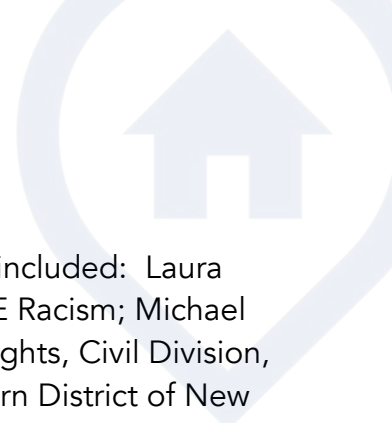 included: Laura
E Racism; Michael
ghts, Civil Division,
rn District of New